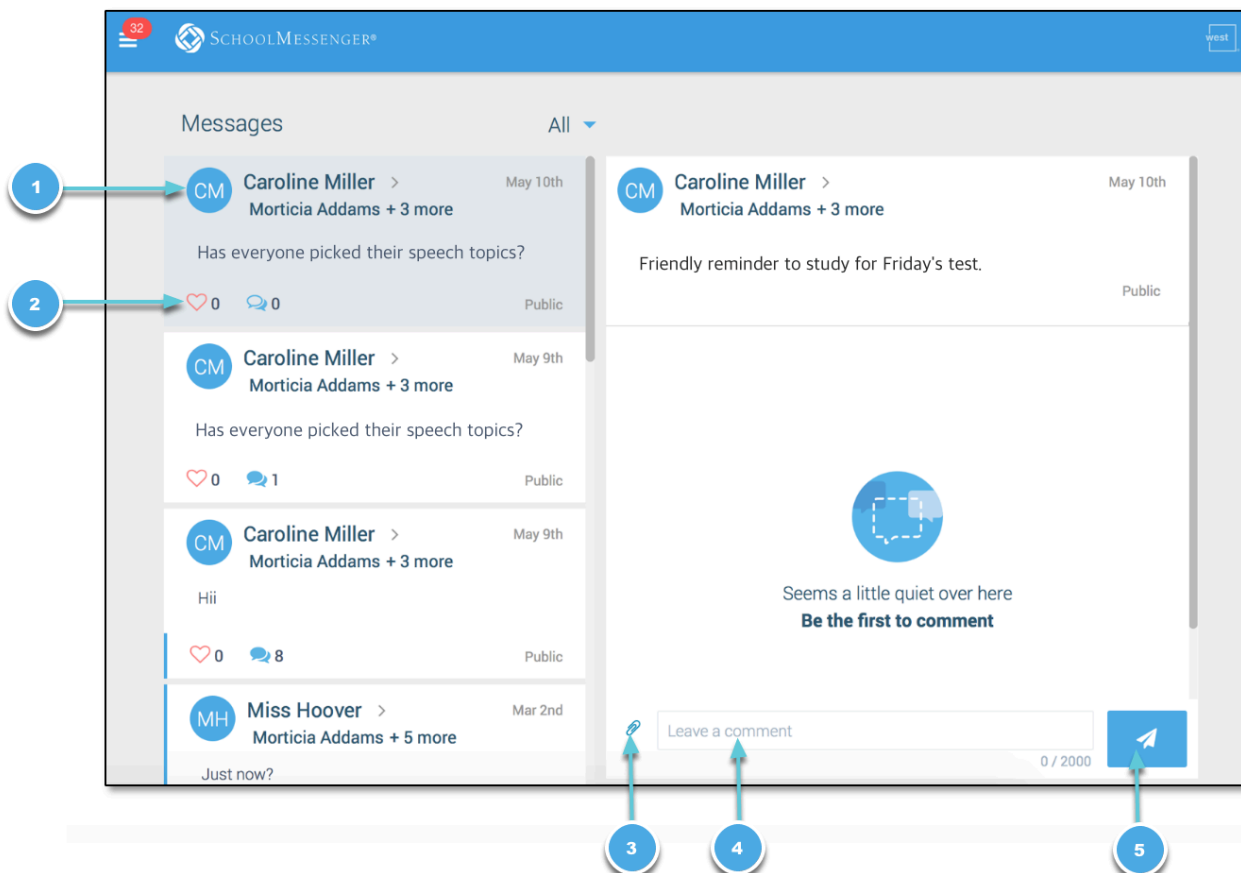 32
SCHOOLMESSENGER®
west
Messages
All
1
CM
Caroline Miller >
May 10th
Morticia Addams + 3 more
Has everyone picked their speech topics?
2
0
0
Public
CM
Caroline Miller >
May 9th
Morticia Addams + 3 more
Has everyone picked their speech topics?
0
1
Public
CM
Caroline Miller >
May 9th
Morticia Addams + 3 more
Hii
0
8
Public
MH
Miss Hoover >
Mar 2nd
Morticia Addams + 5 more
Just now?
CM
Caroline Miller >
May 10th
Morticia Addams + 3 more
Friendly reminder to study for Friday's test.
Public
Seems a little quiet over here
Be the first to comment
Leave a comment
0 / 2000
3
4
5